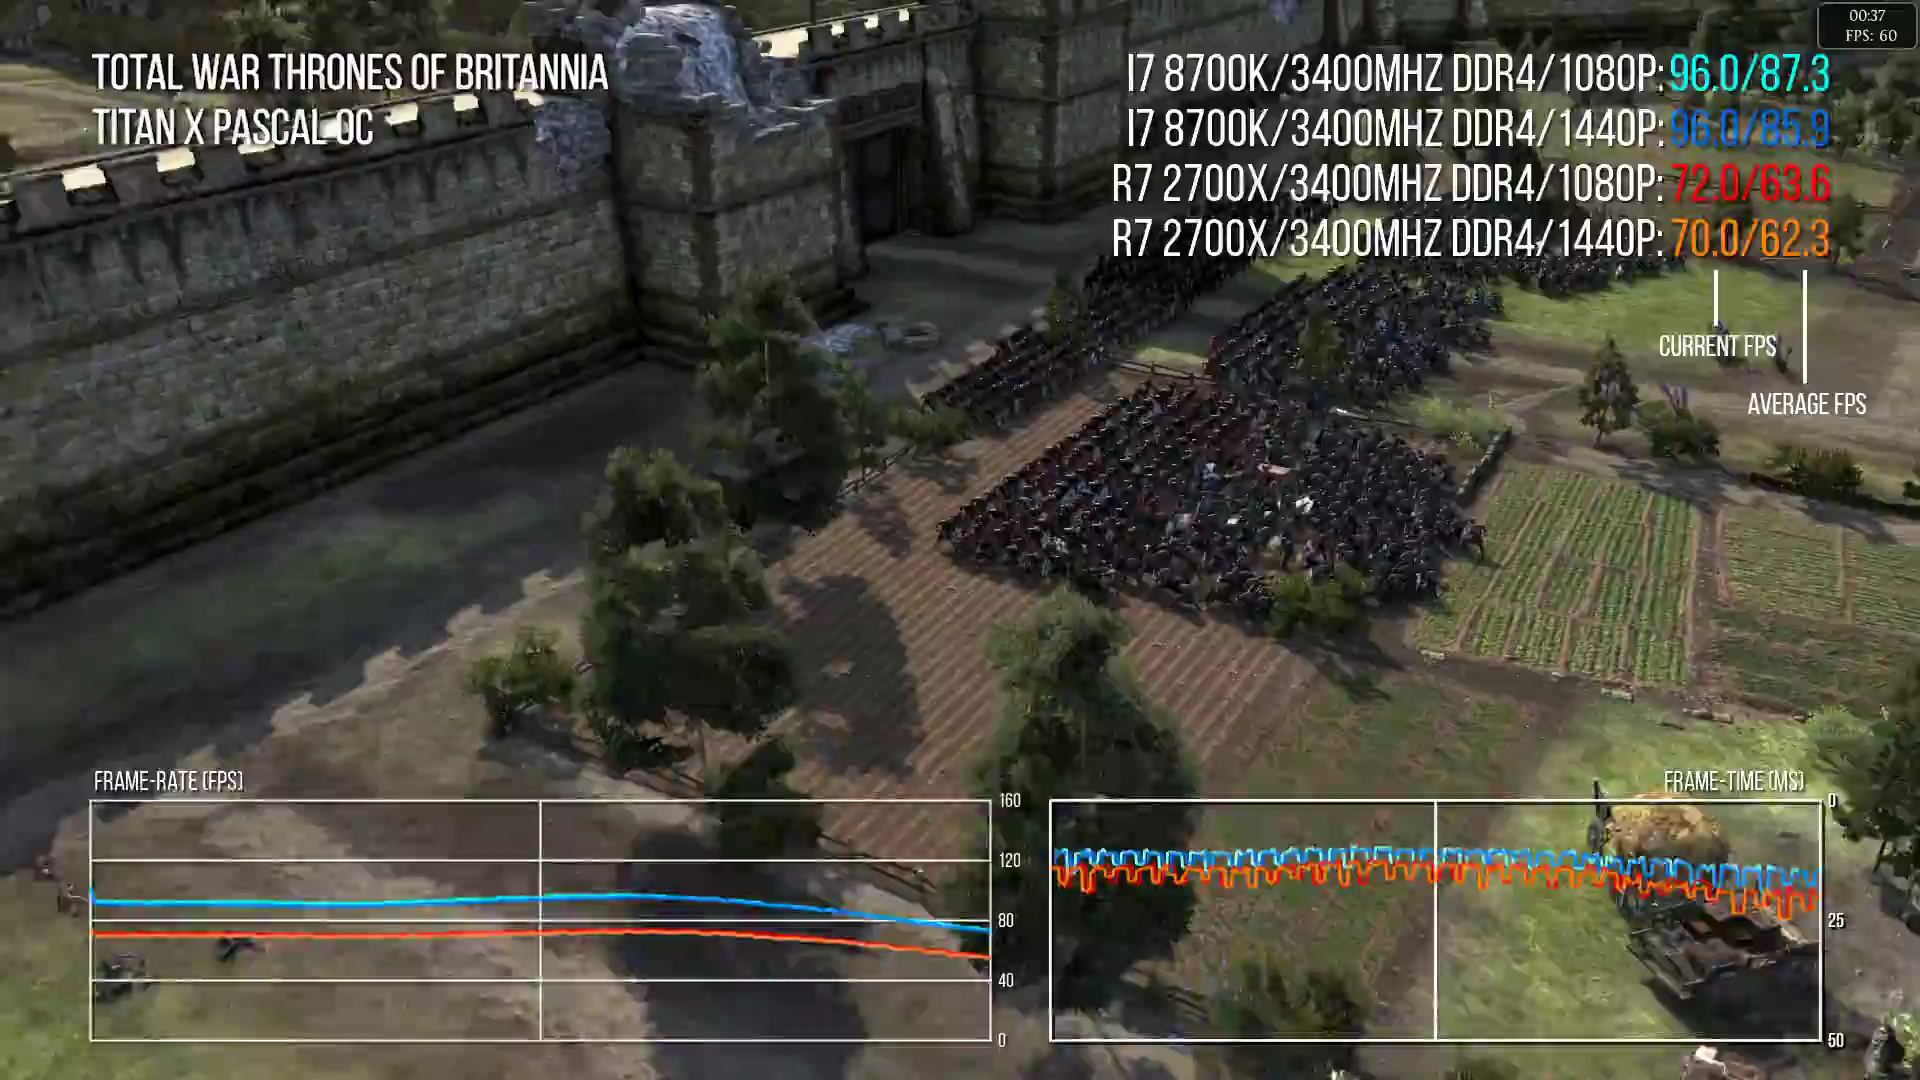 00:37
FPS: 60
TOTAL WAR THRONES OF BRITANNIA
TITAN X PASCAL OC
I7 8700K/3400MHZ DDR4/1080P: 96.0/87.3
I7 8700K/3400MHZ DDR4/1440P: 96.0/85.9
R7 2700X/3400MHZ DDR4/1080P: 72.0/63.6
R7 2700X/3400MHZ DDR4/1440P: 70.0/62.3
CURRENT FPS
AVERAGE FPS
FRAME-RATE (FPS)
160
120
80
40
0
FRAME-TIME (MS)
0
25
50